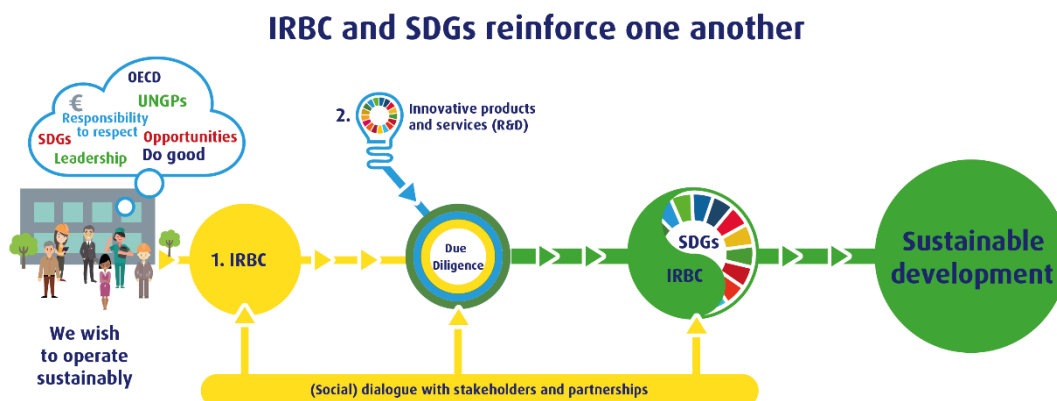 IRBC and SDGs reinforce one another
OECD
€ UNGPs
Responsibility
to respect
SDGs Opportunities
Leadership Do good
2. Innovative products
and services (R&D)
1. IRBC
Due
Diligence
SDGs
IRBC
Sustainable
development
We wish
to operate
sustainably
(Social) dialogue with stakeholders and partnerships